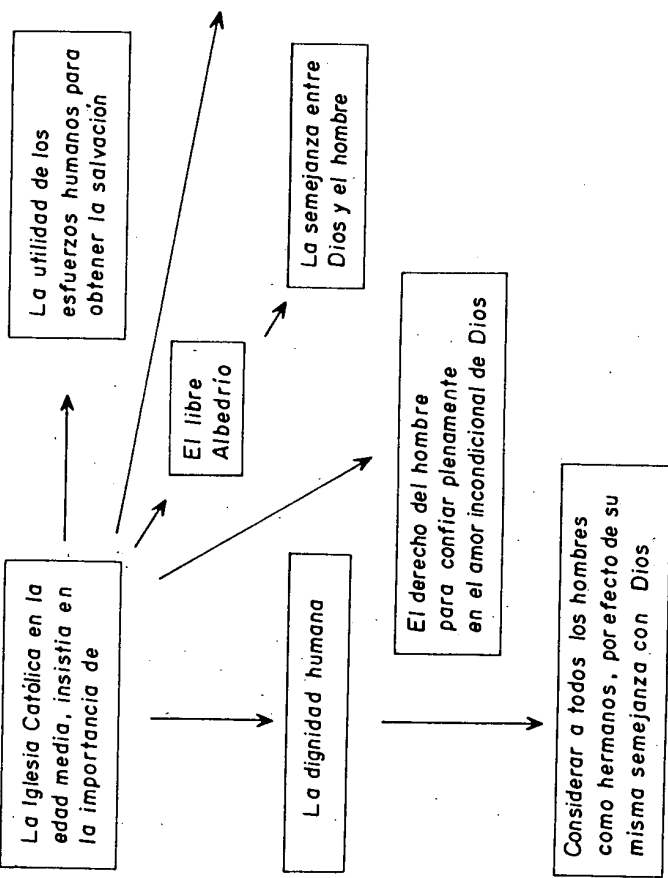 La Iglesia Católica en la
edad media, insistia en
la importancia de
La utilidad de los
esfuerzos humanos para
obtener la salvación
El libre
Albedrío
La semejanza entre
Dios y el hombre
La dignidad humana
El derecho del hombre
para confiar plenamente
en el amor incondicional de Dios
Considerar a todos los hombres
como hermanos, por efecto de su
misma semejanza con Dios